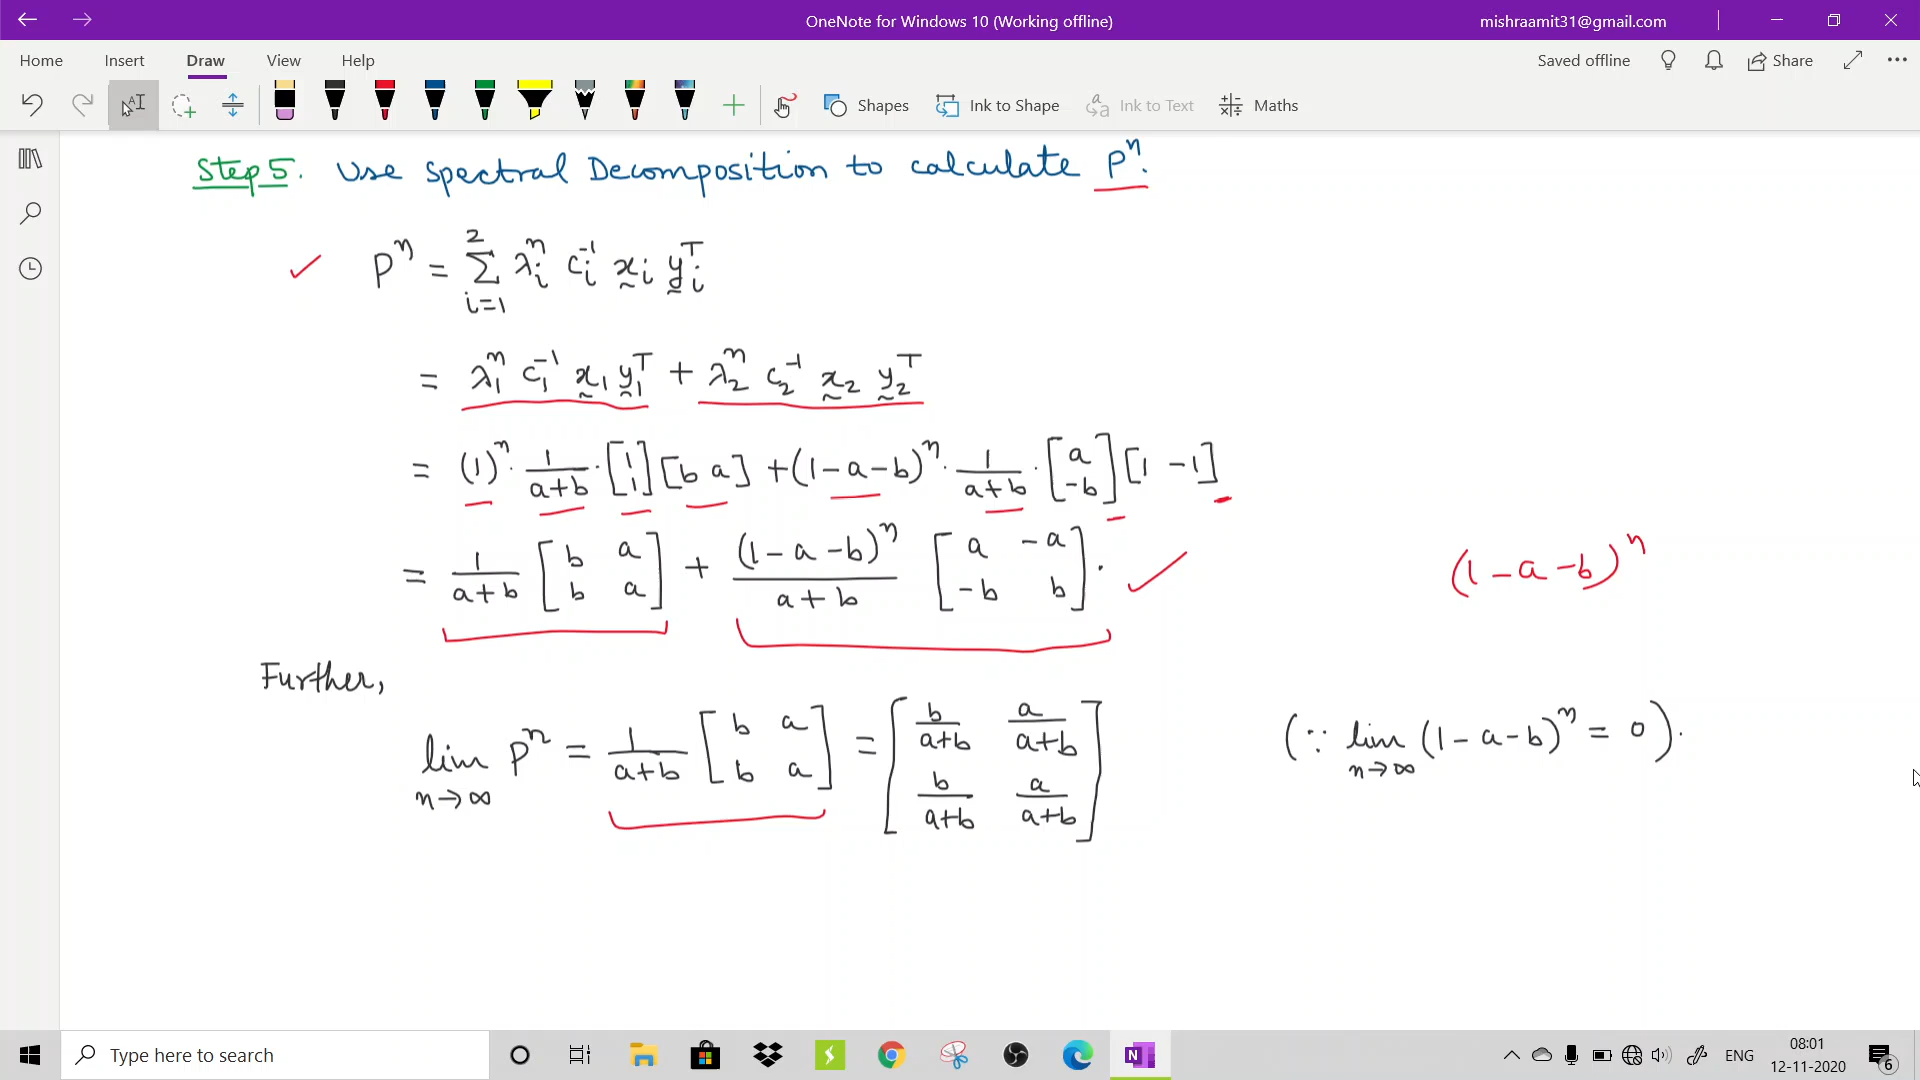 OneNote for Windows 10 (Working offline)
mishraamit31@gmail.com
Home Insert Draw View Help
Saved offline Share
Shapes Ink to Shape Ink to Text Maths
Step 5. Use Spectral Decomposition to calculate Pⁿ.
Pⁿ = Σ_{i=1}^{2} λᵢⁿ cᵢ⁻¹ xᵢ yᵢᵀ
= λ₁ⁿ c₁⁻¹ x₁ y₁ᵀ + λ₂ⁿ c₂⁻¹ x₂ y₂ᵀ
= (1)ⁿ · 1/(a+b) · [1; 1] [b a] + (1-a-b)ⁿ · 1/(a+b) · [a; -b] [1 -1]
= 1/(a+b) [b a; b a] + (1-a-b)ⁿ/(a+b) [a -a; -b b].
(1-a-b)ⁿ
Further,
lim_{n→∞} Pⁿ = 1/(a+b) [b a; b a] = [b/(a+b) a/(a+b); b/(a+b) a/(a+b)]
(∵ lim_{n→∞} (1-a-b)ⁿ = 0).
Type here to search
ENG
08:01
12-11-2020
6